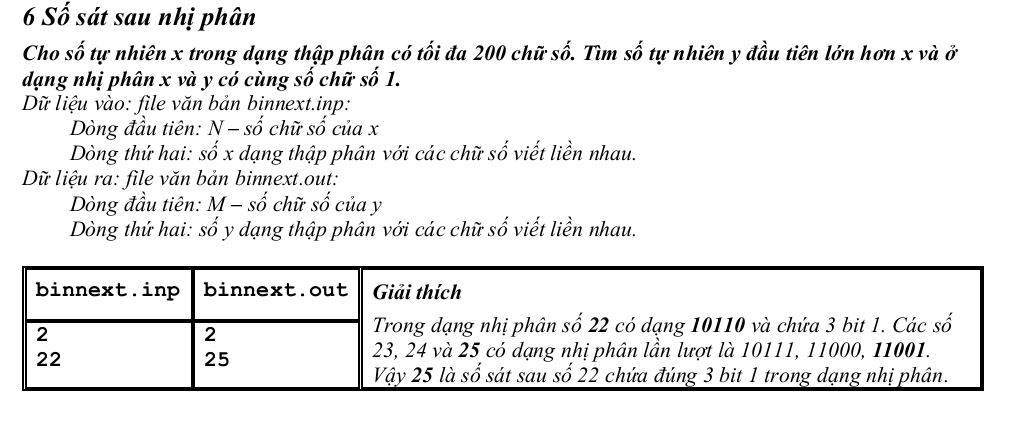 6 Số sát sau nhị phân
Cho số tự nhiên x trong dạng thập phân có tối đa 200 chữ số. Tìm số tự nhiên y đầu tiên lớn hơn x và ở
dạng nhị phân x và y có cùng số chữ số 1.
Dữ liệu vào: file văn bản binnext.inp:
Dòng đầu tiên: N – số chữ số của x
Dòng thứ hai: số x dạng thập phân với các chữ số viết liền nhau.
Dữ liệu ra: file văn bản binnext.out:
Dòng đầu tiên: M – số chữ số của y
Dòng thứ hai: số y dạng thập phân với các chữ số viết liền nhau.
binnext.inp
2
22
binnext.out
2
25
Giải thích
Trong dạng nhị phân số 22 có dạng 10110 và chứa 3 bit 1. Các số
23, 24 và 25 có dạng nhị phân lần lượt là 10111, 11000, 11001.
Vậy 25 là số sát sau số 22 chứa đúng 3 bit 1 trong dạng nhị phân.